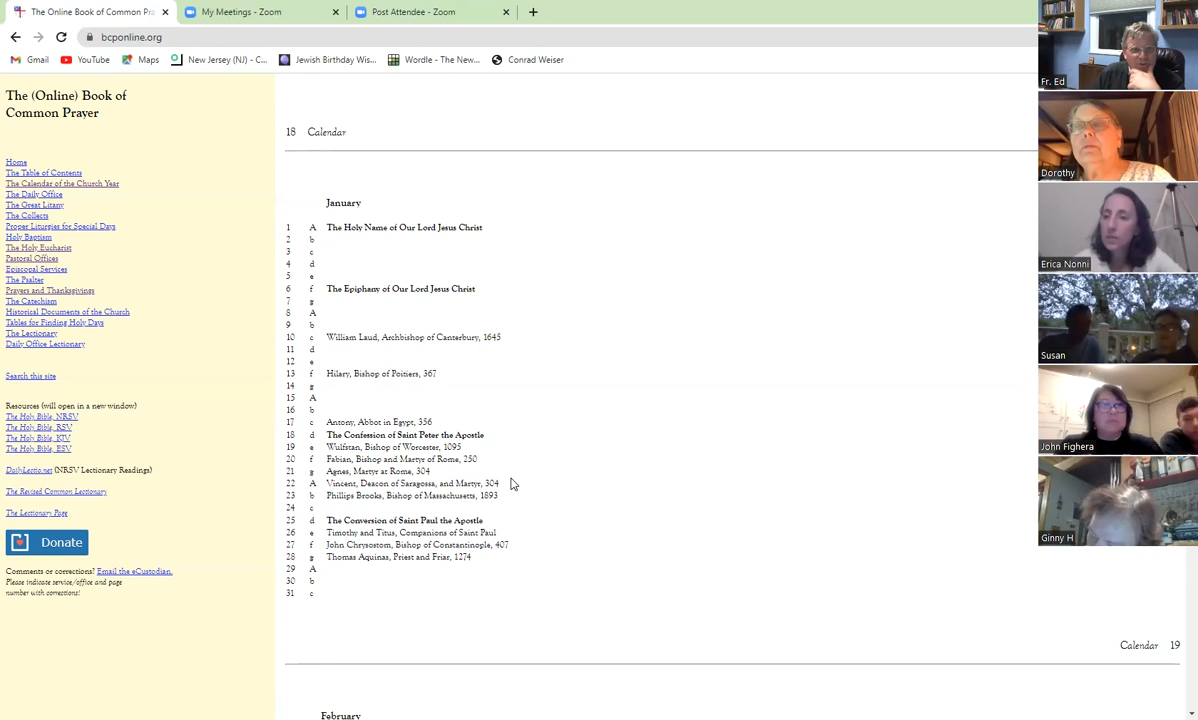 The Online Book of Common Pra
My Meetings - Zoom
Post Attendee - Zoom
bcponline.org
Gmail
YouTube
Maps
New Jersey (NJ) - C...
Jewish Birthday Wis...
Wordle - The New...
Conrad Weiser
The (Online) Book of
Common Prayer
Home
The Table of Contents
The Calendar of the Church Year
The Daily Office
The Great Litany
The Collects
Proper Liturgies for Special Days
Holy Baptism
The Holy Eucharist
Pastoral Offices
Episcopal Services
The Psalter
Prayers and Thanksgivings
The Catechism
Historical Documents of the Church
Tables for Finding Holy Days
The Lectionary
Daily Office Lectionary
Search this site
Resources (will open in a new window)
The Holy Bible, NRSV
The Holy Bible, RSV
The Holy Bible, KJV
The Holy Bible, ESV
DailyLectio.net (NRSV Lectionary Readings)
The Revised Common Lectionary
The Lectionary Page
Donate
Comments or corrections? Email the eCustodian.
Please indicate service/office and page
number with corrections!
18 Calendar
January
1 A The Holy Name of Our Lord Jesus Christ
2 b
3 c
4 d
5 e
6 f The Epiphany of Our Lord Jesus Christ
7 g
8 A
9 b
10 c William Laud, Archbishop of Canterbury, 1645
11 d
12 e
13 f Hilary, Bishop of Poitiers, 367
14 g
15 A
16 b
17 c Antony, Abbot in Egypt, 356
18 d The Confession of Saint Peter the Apostle
19 e Wulfstan, Bishop of Worcester, 1095
20 f Fabian, Bishop and Martyr of Rome, 250
21 g Agnes, Martyr at Rome, 304
22 A Vincent, Deacon of Saragossa, and Martyr, 304
23 b Phillips Brooks, Bishop of Massachusetts, 1893
24 c
25 d The Conversion of Saint Paul the Apostle
26 e Timothy and Titus, Companions of Saint Paul
27 f John Chrysostom, Bishop of Constantinople, 407
28 g Thomas Aquinas, Priest and Friar, 1274
29 A
30 b
31 c
Calendar 19
February
Fr. Ed
Dorothy
Erica Nonni
Susan
John Fighera
Ginny H